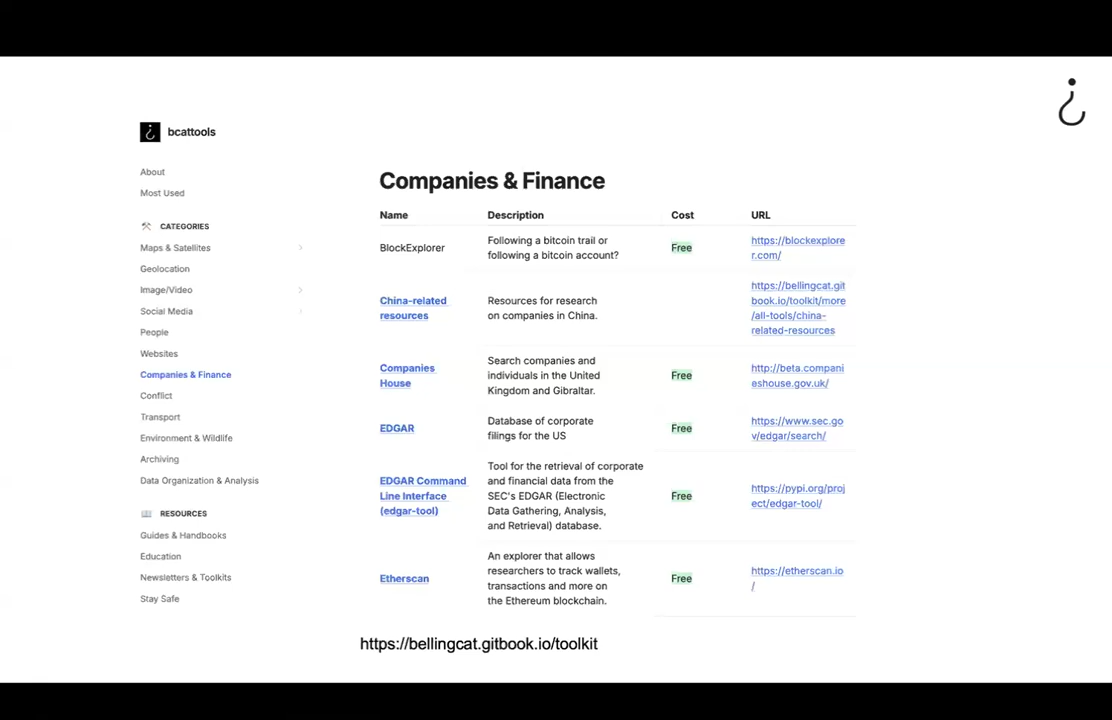 bcattools
About
Most Used
CATEGORIES
Maps & Satellites
Geolocation
Image/Video
Social Media
People
Websites
Companies & Finance
Conflict
Transport
Environment & Wildlife
Archiving
Data Organization & Analysis
RESOURCES
Guides & Handbooks
Education
Newsletters & Toolkits
Stay Safe
Companies & Finance
Name Description Cost URL
BlockExplorer
Following a bitcoin trail or
following a bitcoin account?
Free
https://blockexplore
r.com/
China-related
resources
Resources for research
on companies in China.
https://bellingcat.git
book.io/toolkit/more
/all-tools/china-
related-resources
Companies
House
Search companies and
individuals in the United
Kingdom and Gibraltar.
Free
http://beta.compani
eshouse.gov.uk/
EDGAR
Database of corporate
filings for the US
Free
https://www.sec.go
v/edgar/search/
EDGAR Command
Line Interface
(edgar-tool)
Tool for the retrieval of corporate
and financial data from the
SEC's EDGAR (Electronic
Data Gathering, Analysis,
and Retrieval) database.
Free
https://pypi.org/proj
ect/edgar-tool/
Etherscan
An explorer that allows
researchers to track wallets,
transactions and more on
the Ethereum blockchain.
Free
https://etherscan.io
/
https://bellingcat.gitbook.io/toolkit